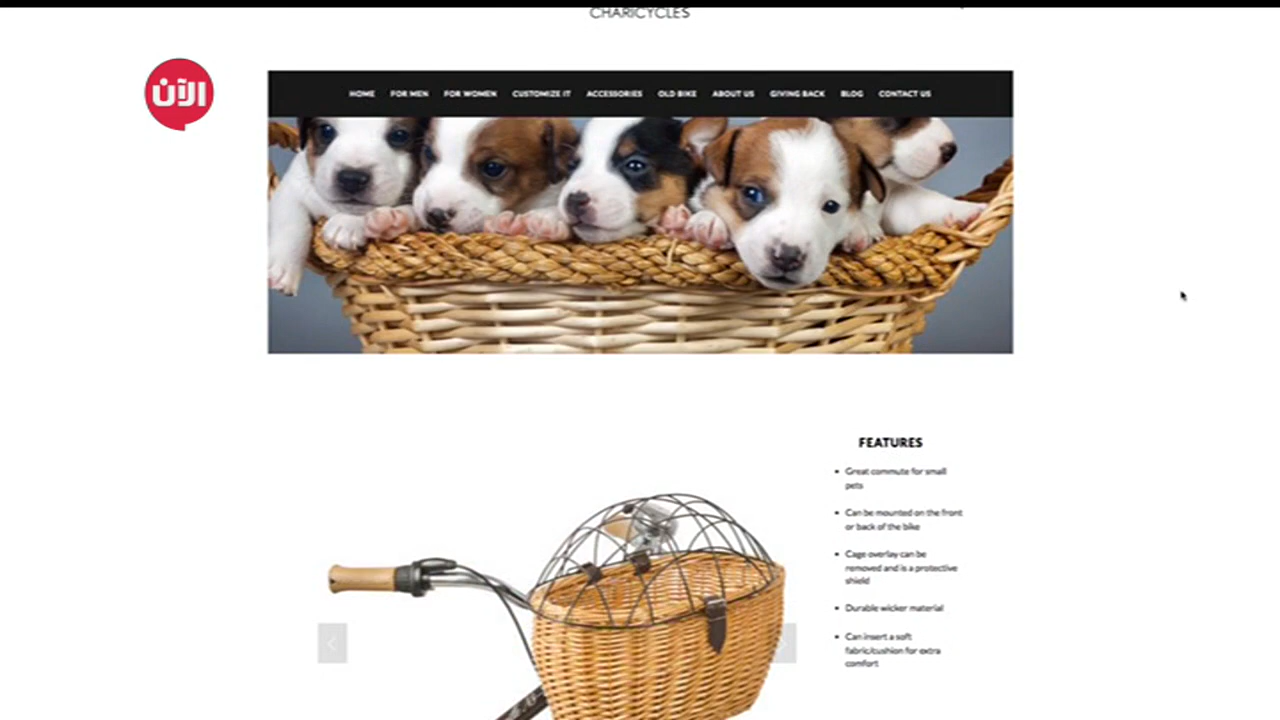 CHARICYCLES
الآن
HOME FOR MEN FOR WOMEN CUSTOMIZE IT ACCESSORIES OLD BIKE ABOUT US GIVING BACK BLOG CONTACT US
FEATURES
• Great commute for small
pets
• Can be mounted on the front
or back of the bike
• Cage overlay can be
removed and is a protective
shield
• Durable wicker material
• Can insert a soft
fabric/cushion for extra
comfort